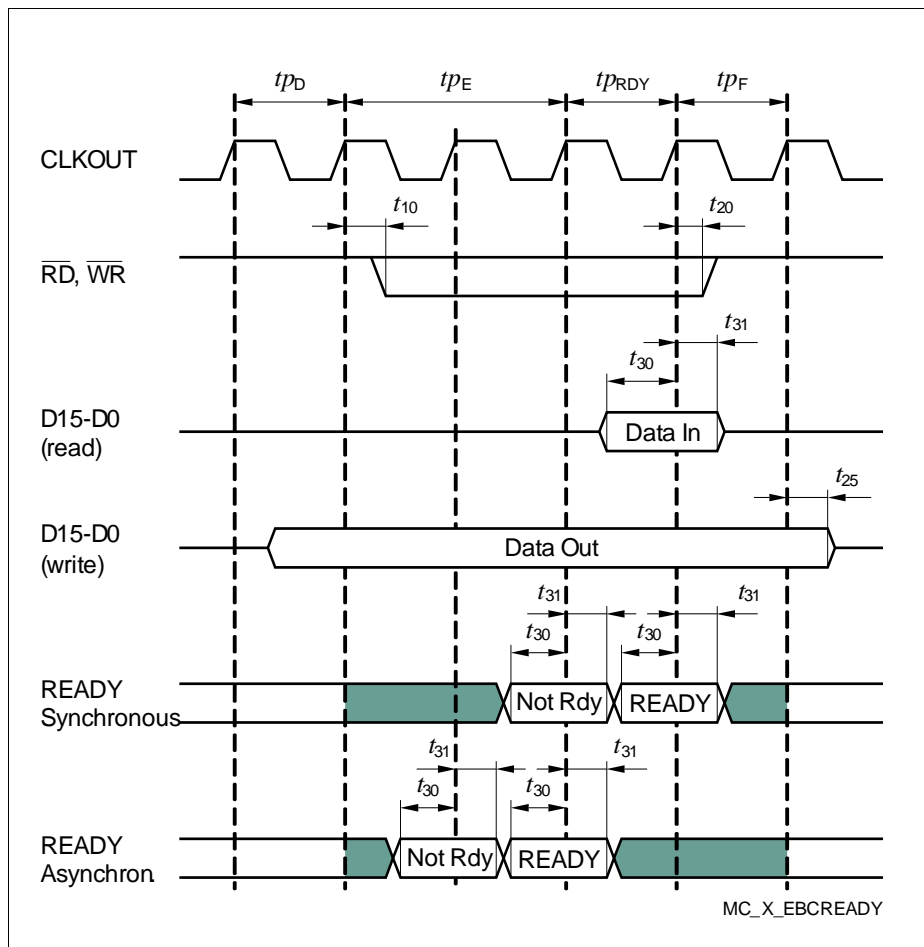 tpD tpE tpRDY tpF
CLKOUT
t10 t20
RD, WR
t31
t30
D15-D0
(read)
Data In
t25
D15-D0
(write)
Data Out
t31 t31
t30 t30
READY
Synchronous
Not Rdy READY
t31 t31
t30 t30
READY
Asynchron.
Not Rdy READY
MC_X_EBCREADY